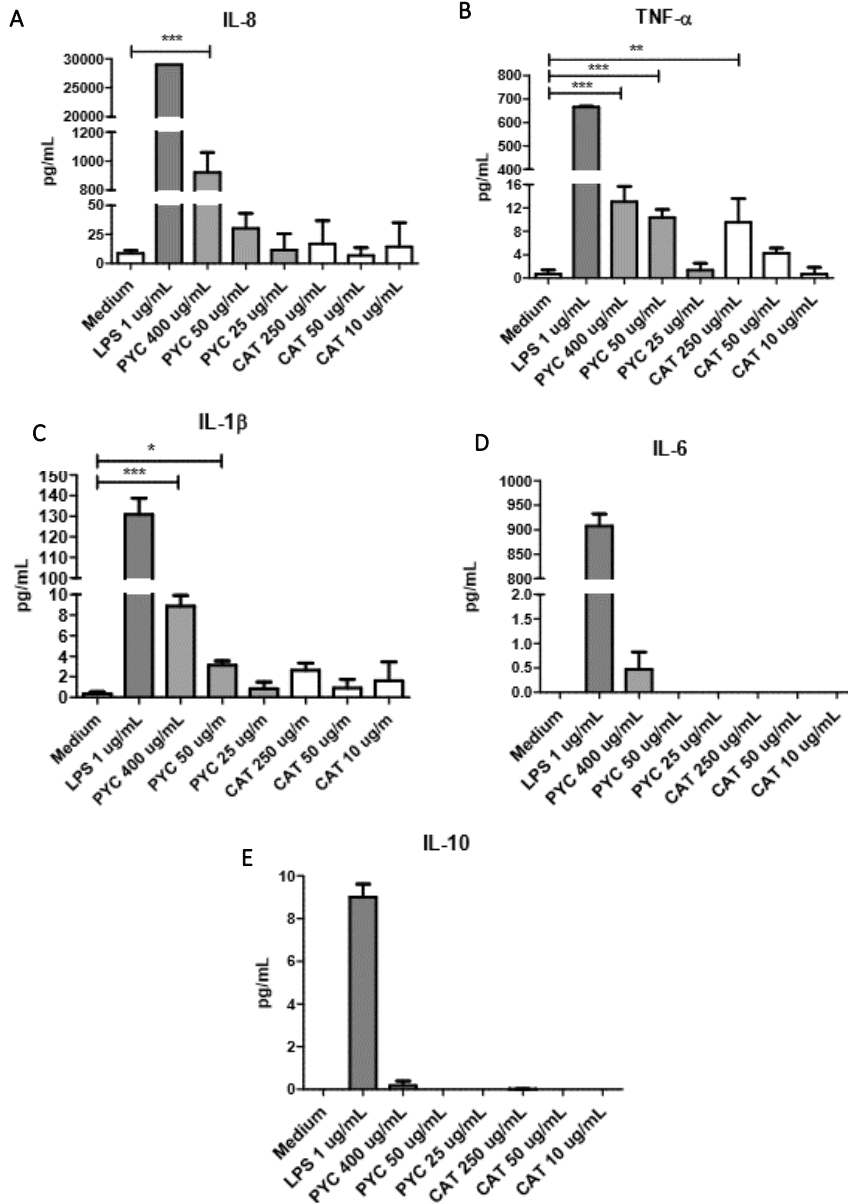 A
IL-8
***
30000
25000
20000
1200
1000
800
50
25
0
pg/mL
Medium
LPS 1 ug/mL
PYC 400 ug/mL
PYC 50 ug/mL
PYC 25 ug/mL
CAT 250 ug/mL
CAT 50 ug/mL
CAT 10 ug/mL
B
TNF-α
**
***
***
800
700
600
500
400
16
12
8
4
0
pg/mL
Medium
LPS 1 ug/mL
PYC 400 ug/mL
PYC 50 ug/mL
PYC 25 ug/mL
CAT 250 ug/mL
CAT 50 ug/mL
CAT 10 ug/mL
C
IL-1β
*
***
150
140
130
120
110
100
10
8
6
4
2
0
pg/mL
Medium
LPS 1 ug/mL
PYC 400 ug/mL
PYC 50 ug/m
PYC 25 ug/m
CAT 250 ug/m
CAT 50 ug/m
CAT 10 ug/m
D
IL-6
1000
950
900
850
800
2.0
1.5
1.0
0.5
0.0
pg/mL
Medium
LPS 1 ug/mL
PYC 400 ug/mL
PYC 50 ug/mL
PYC 25 ug/mL
CAT 250 ug/mL
CAT 50 ug/mL
CAT 10 ug/mL
E
IL-10
10
8
6
4
2
0
pg/mL
Medium
LPS 1 ug/mL
PYC 400 ug/mL
PYC 50 ug/mL
PYC 25 ug/mL
CAT 250 ug/mL
CAT 50 ug/mL
CAT 10 ug/mL